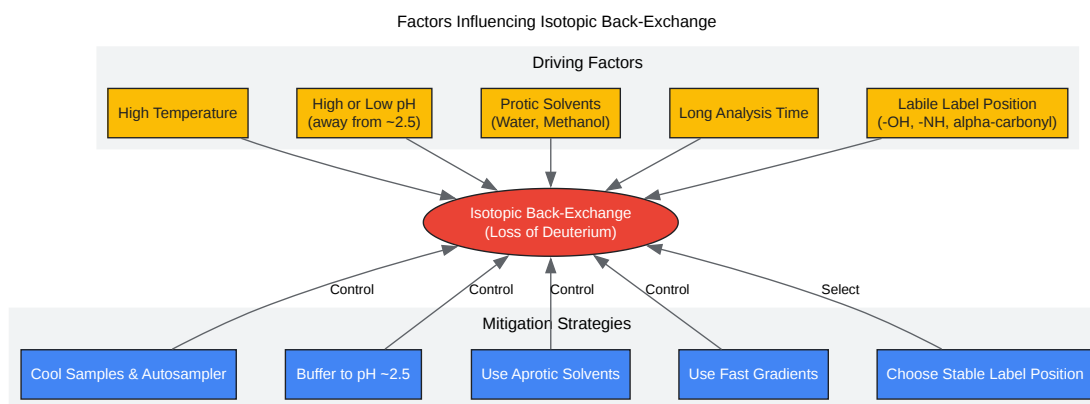 Factors Influencing Isotopic Back-Exchange
Driving Factors
High Temperature
High or Low pH
(away from ~2.5)
Protic Solvents
(Water, Methanol)
Long Analysis Time
Labile Label Position
(-OH, -NH, alpha-carbonyl)
Isotopic Back-Exchange
(Loss of Deuterium)
Control
Control
Control
Control
Select
Mitigation Strategies
Cool Samples & Autosampler
Buffer to pH ~2.5
Use Aprotic Solvents
Use Fast Gradients
Choose Stable Label Position